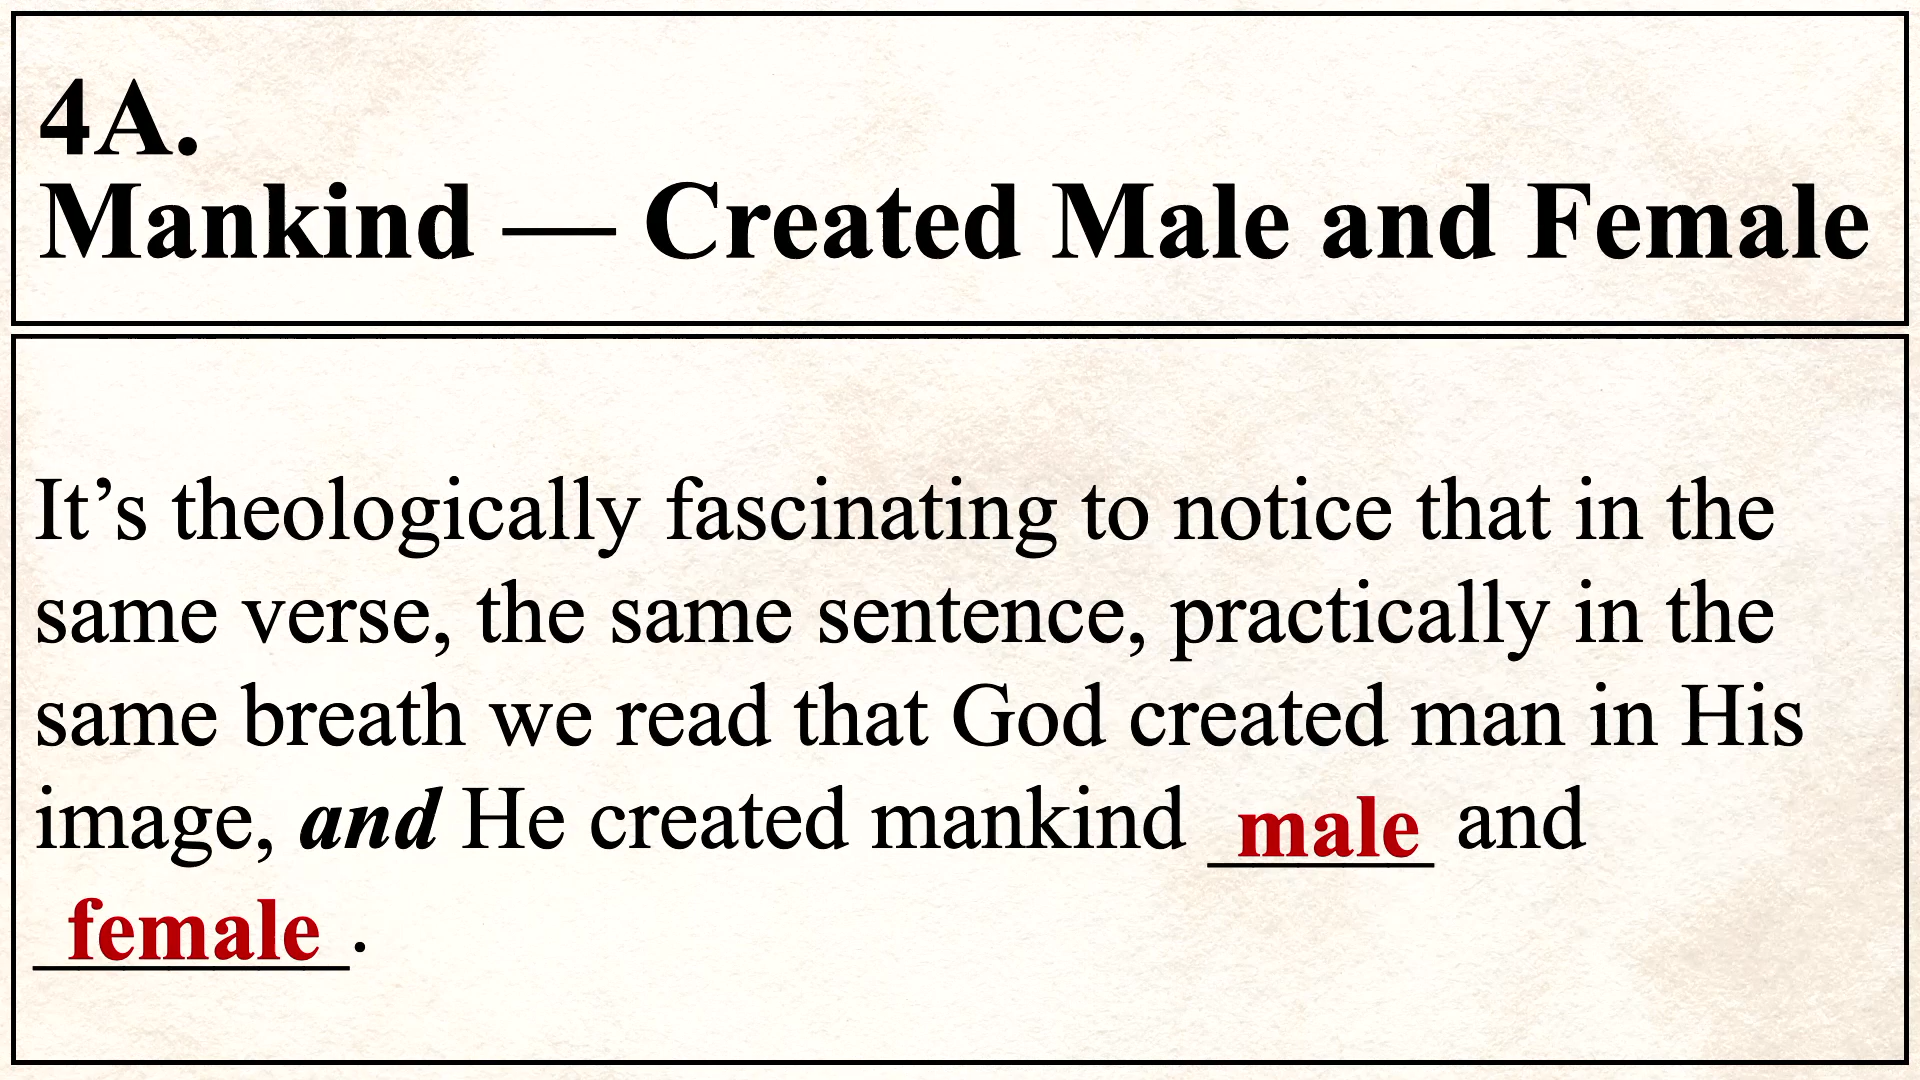 4A.
Mankind — Created Male and Female
It’s theologically fascinating to notice that in the
same verse, the same sentence, practically in the
same breath we read that God created man in His
image, and He created mankind male and
female.